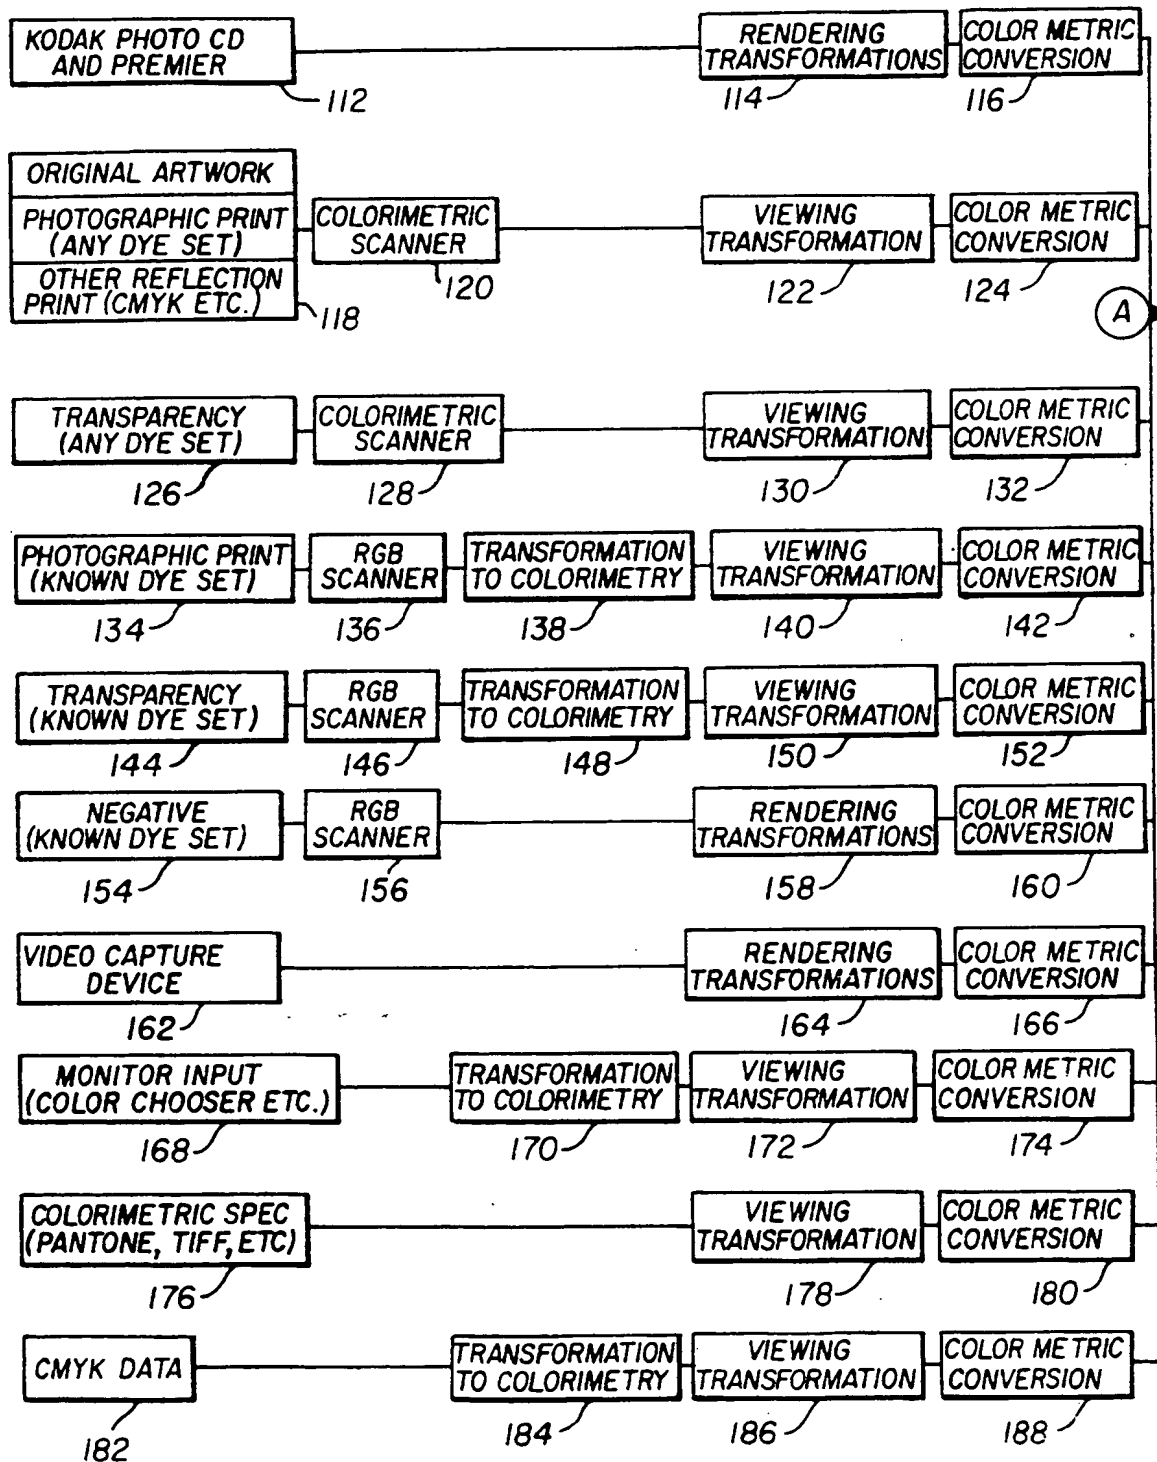 KODAK PHOTO CD
AND PREMIER
112
RENDERING
TRANSFORMATIONS
114
COLOR METRIC
CONVERSION
116
ORIGINAL ARTWORK
PHOTOGRAPHIC PRINT
(ANY DYE SET)
OTHER REFLECTION
PRINT (CMYK ETC.)
118
COLORIMETRIC
SCANNER
120
VIEWING
TRANSFORMATION
122
COLOR METRIC
CONVERSION
124
A
TRANSPARENCY
(ANY DYE SET)
126
COLORIMETRIC
SCANNER
128
VIEWING
TRANSFORMATION
130
COLOR METRIC
CONVERSION
132
PHOTOGRAPHIC PRINT
(KNOWN DYE SET)
134
RGB
SCANNER
136
TRANSFORMATION
TO COLORIMETRY
138
VIEWING
TRANSFORMATION
140
COLOR METRIC
CONVERSION
142
TRANSPARENCY
(KNOWN DYE SET)
144
RGB
SCANNER
146
TRANSFORMATION
TO COLORIMETRY
148
VIEWING
TRANSFORMATION
150
COLOR METRIC
CONVERSION
152
NEGATIVE
(KNOWN DYE SET)
154
RGB
SCANNER
156
RENDERING
TRANSFORMATIONS
158
COLOR METRIC
CONVERSION
160
VIDEO CAPTURE
DEVICE
162
RENDERING
TRANSFORMATIONS
164
COLOR METRIC
CONVERSION
166
MONITOR INPUT
(COLOR CHOOSER ETC.)
168
TRANSFORMATION
TO COLORIMETRY
170
VIEWING
TRANSFORMATION
172
COLOR METRIC
CONVERSION
174
COLORIMETRIC SPEC
(PANTONE, TIFF, ETC)
176
VIEWING
TRANSFORMATION
178
COLOR METRIC
CONVERSION
180
CMYK DATA
182
TRANSFORMATION
TO COLORIMETRY
184
VIEWING
TRANSFORMATION
186
COLOR METRIC
CONVERSION
188